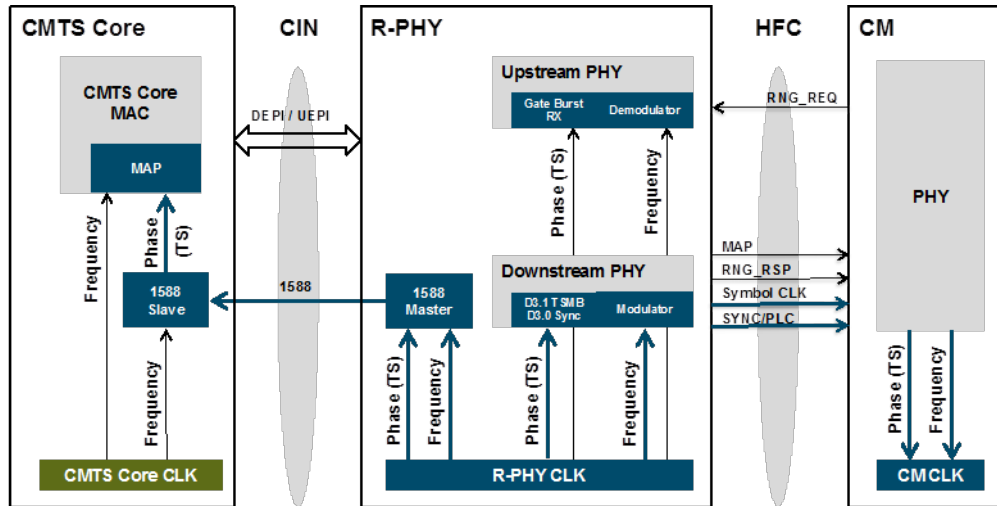 CMTS Core
CIN
R-PHY
HFC
CM
CMTS Core
MAC
MAP
DEPI / UEPI
Upstream PHY
Gate Burst
RX
Demodulator
RNG_REQ
PHY
Frequency
Phase
(TS)
Phase (TS)
Frequency
MAP
RNG_RSP
Symbol CLK
SYNC/PLC
1588
Slave
1588
1588
Master
Downstream PHY
D3.1 TSMB
D3.0 Sync
Modulator
Frequency
Phase (TS)
Frequency
Phase (TS)
Frequency
Phase (TS)
Frequency
CMTS Core CLK
R-PHY CLK
CM CLK